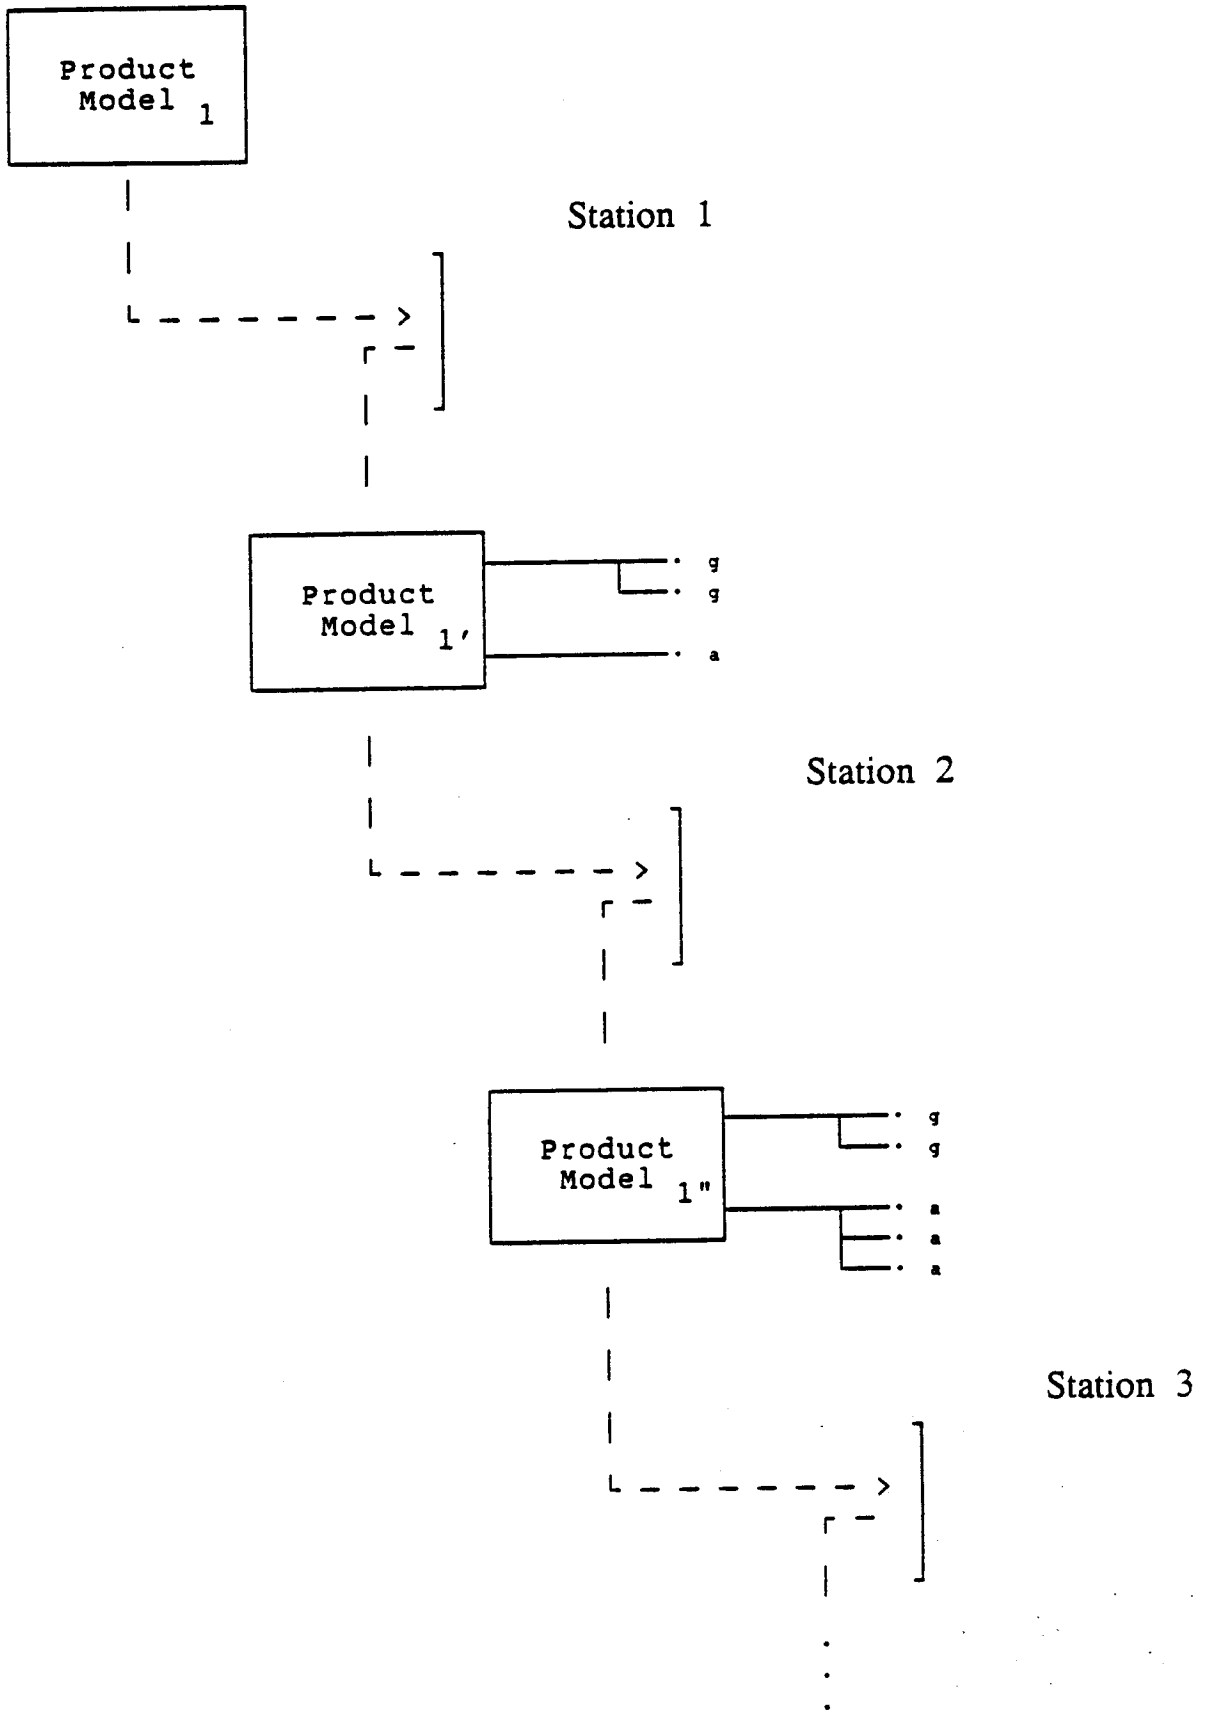 Product
Model 1
Station 1
Product
Model 1'
g
g
a
Station 2
Product
Model 1"
g
g
a
a
a
Station 3